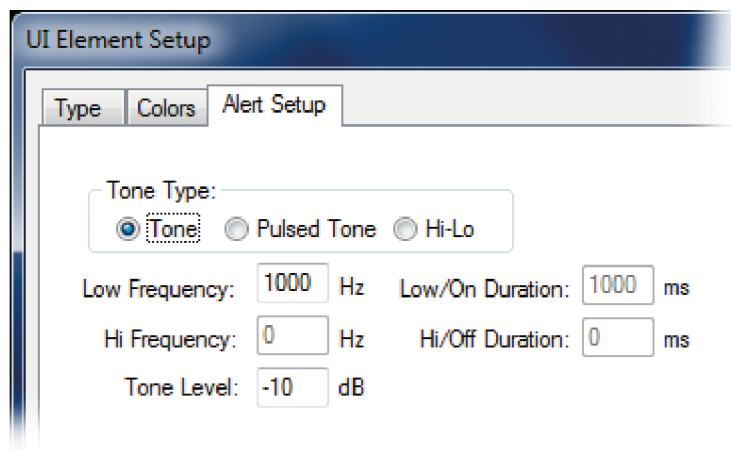 UI Element Setup
Type Colors Alert Setup
Tone Type:
Tone Pulsed Tone Hi-Lo
Low Frequency: 1000 Hz Low/On Duration: 1000 ms
Hi Frequency: 0 Hz Hi/Off Duration: 0 ms
Tone Level: -10 dB